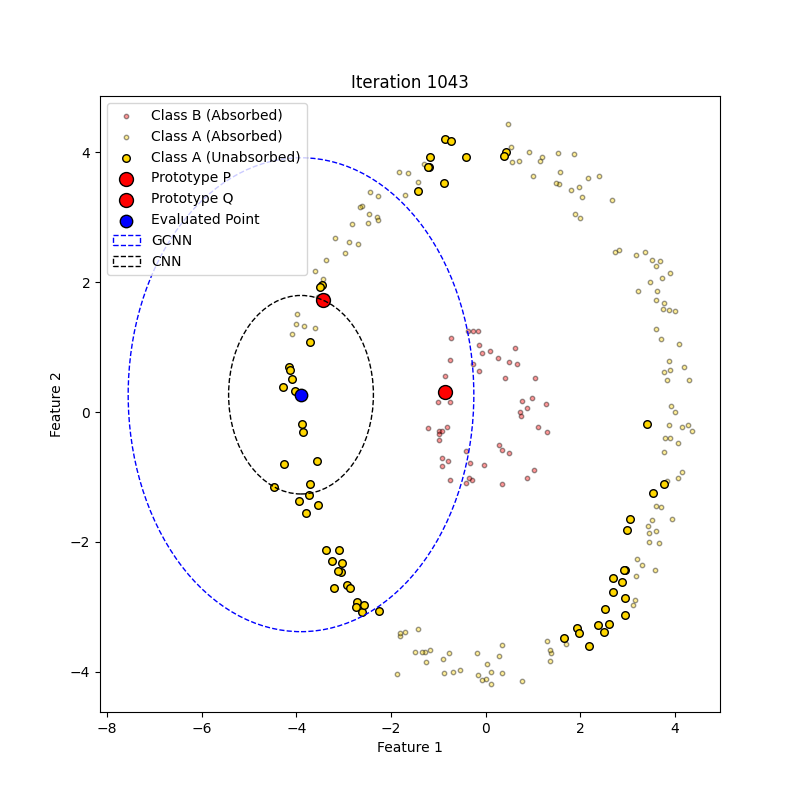 Iteration 1043
Class B (Absorbed)
Class A (Absorbed)
Class A (Unabsorbed)
Prototype P
Prototype Q
Evaluated Point
GCNN
CNN
4
2
0
−2
−4
Feature 2
−8
−6
−4
−2
0
2
4
Feature 1